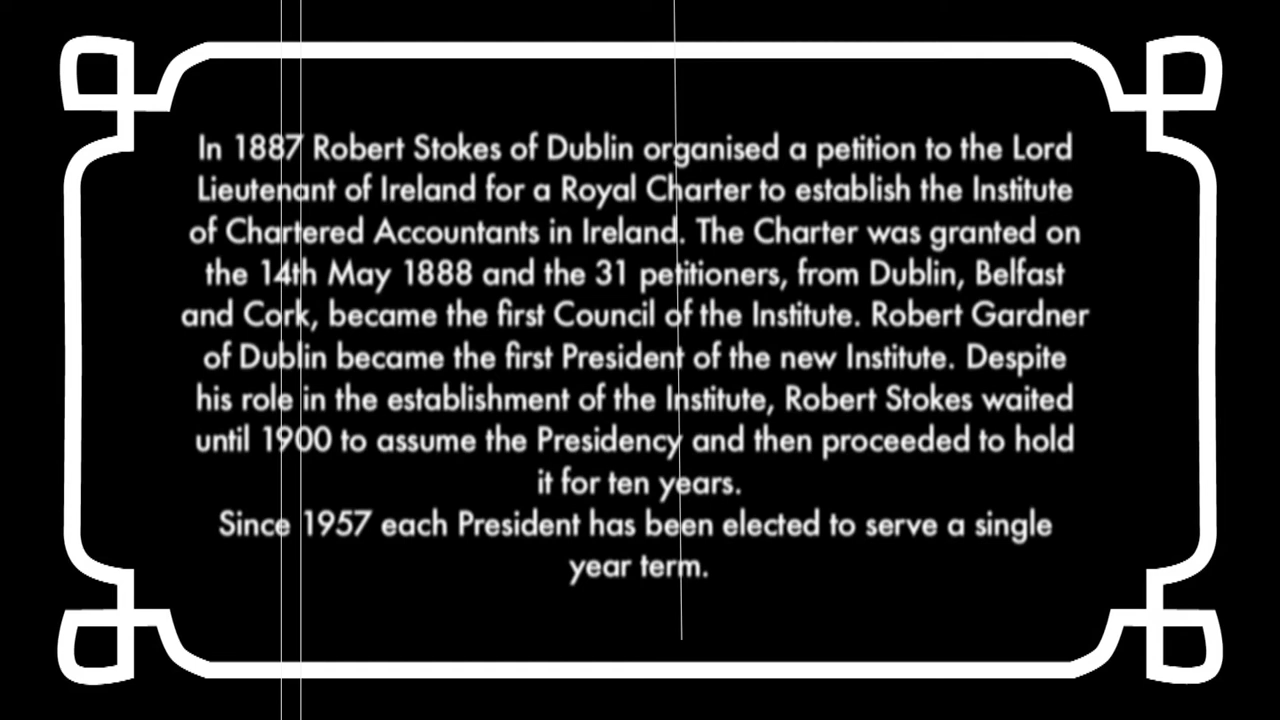 In 1887 Robert Stokes of Dublin organised a petition to the Lord
Lieutenant of Ireland for a Royal Charter to establish the Institute
of Chartered Accountants in Ireland. The Charter was granted on
the 14th May 1888 and the 31 petitioners, from Dublin, Belfast
and Cork, became the first Council of the Institute. Robert Gardner
of Dublin became the first President of the new Institute. Despite
his role in the establishment of the Institute, Robert Stokes waited
until 1900 to assume the Presidency and then proceeded to hold
it for ten years.
Since 1957 each President has been elected to serve a single
year term.